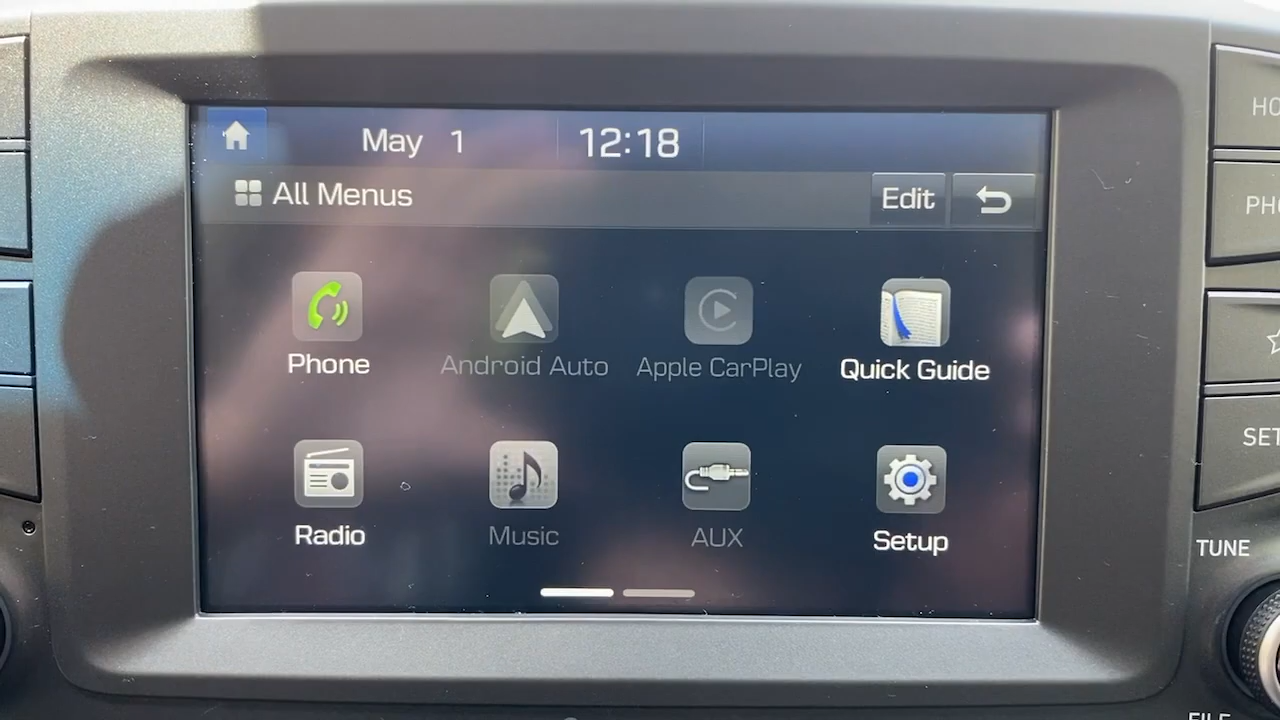 May 1 12:18
All Menus Edit
Phone Android Auto Apple CarPlay Quick Guide
Radio Music AUX Setup
TUNE
FILE